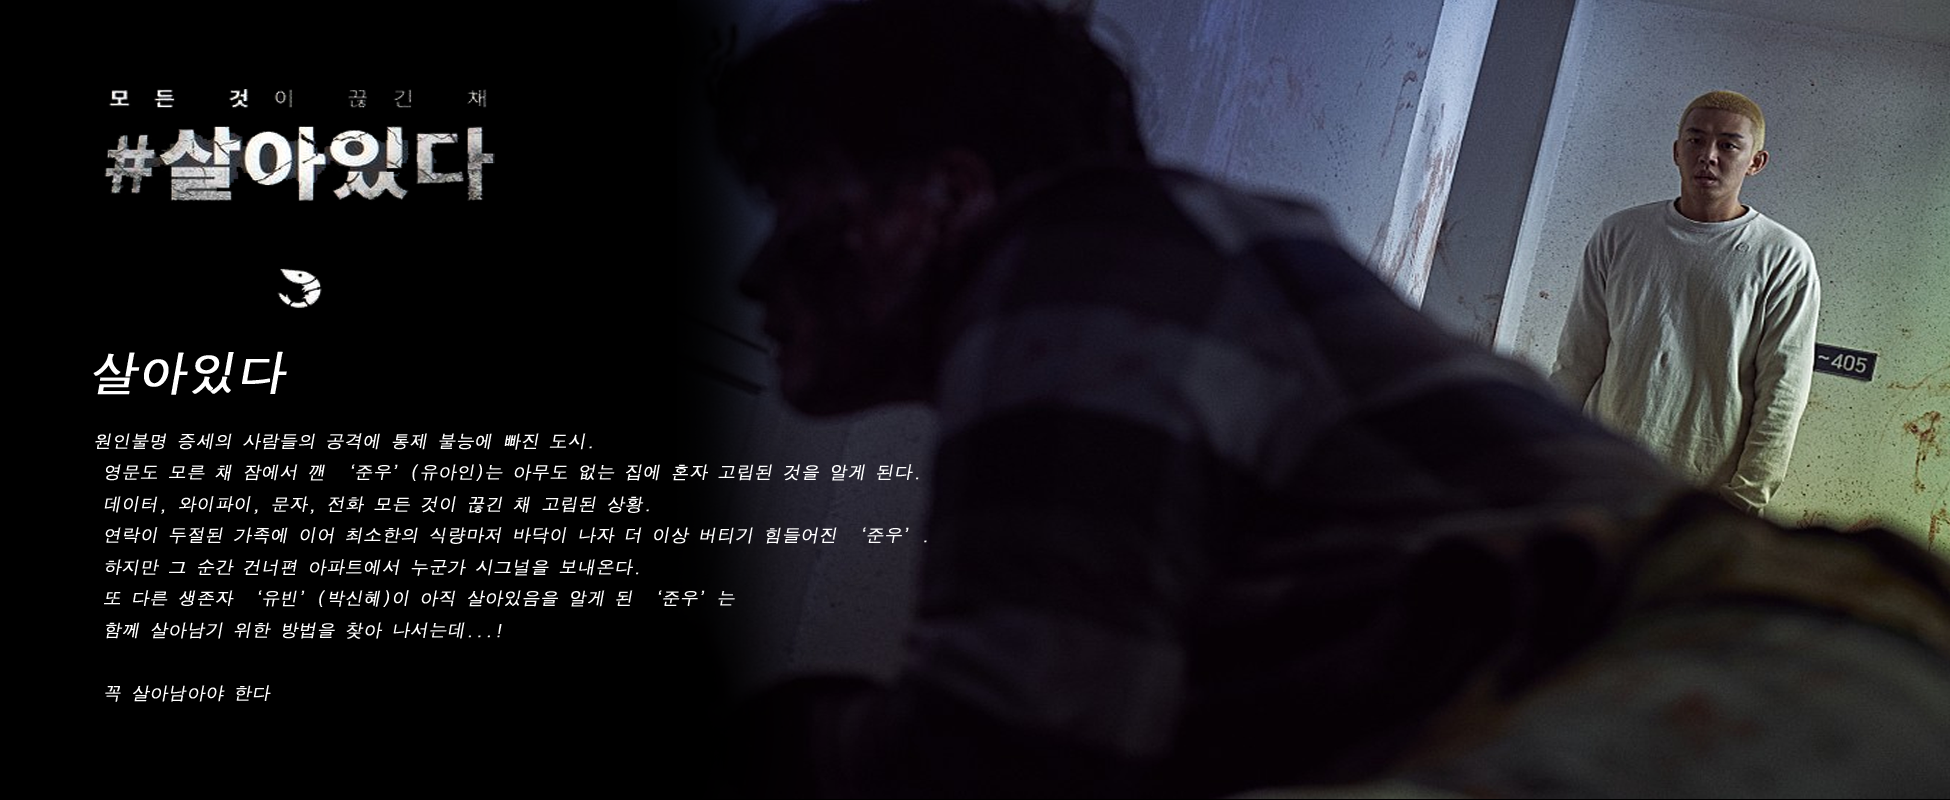 모든 것이 끊긴 채
#살아있다
살아있다
원인불명 증세의 사람들의 공격에 통제 불능에 빠진 도시.
영문도 모른 채 잠에서 깬 ‘준우’ (유아인)는 아무도 없는 집에 혼자 고립된 것을 알게 된다.
데이터, 와이파이, 문자, 전화 모든 것이 끊긴 채 고립된 상황.
연락이 두절된 가족에 이어 최소한의 식량마저 바닥이 나자 더 이상 버티기 힘들어진 ‘준우’ .
하지만 그 순간 건너편 아파트에서 누군가 시그널을 보내온다.
또 다른 생존자 ‘유빈’ (박신혜)이 아직 살아있음을 알게 된 ‘준우’ 는
함께 살아남기 위한 방법을 찾아 나서는데...!
꼭 살아남아야 한다
~405